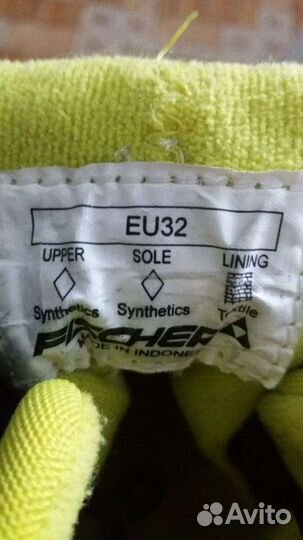 EU32
UPPER SOLE LINING
Synthetics Synthetics Textile
FISCHER
MADE IN INDONESIA
Avito